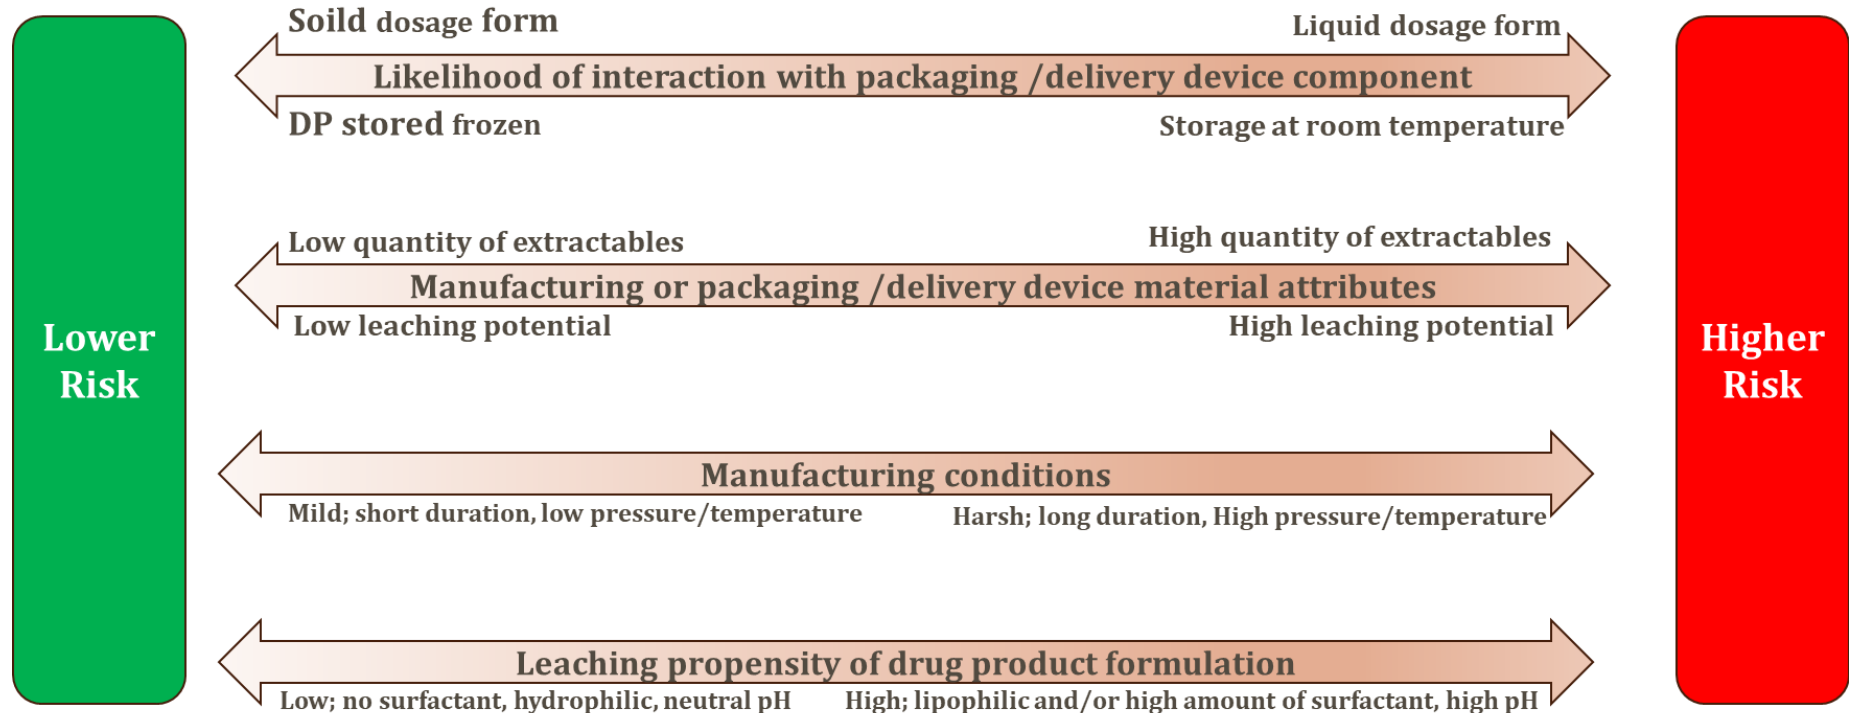 Soild dosage form
Liquid dosage form
Likelihood of interaction with packaging /delivery device component
DP stored frozen
Storage at room temperature
Low quantity of extractables
High quantity of extractables
Manufacturing or packaging /delivery device material attributes
Low leaching potential
High leaching potential
Lower
Risk
Higher
Risk
Manufacturing conditions
Mild; short duration, low pressure/temperature
Harsh; long duration, High pressure/temperature
Leaching propensity of drug product formulation
Low; no surfactant, hydrophilic, neutral pH
High; lipophilic and/or high amount of surfactant, high pH